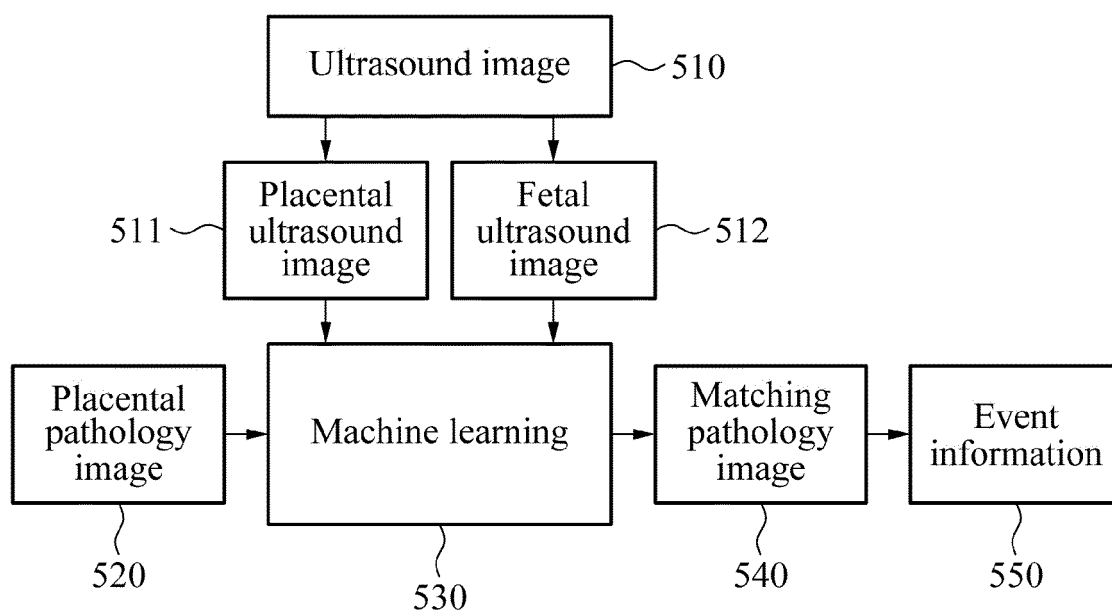 Ultrasound image
510
Placental
ultrasound
image
511
Fetal
ultrasound
image
512
Placental
pathology
image
Machine learning
Matching
pathology
image
Event
information
520
530
540
550